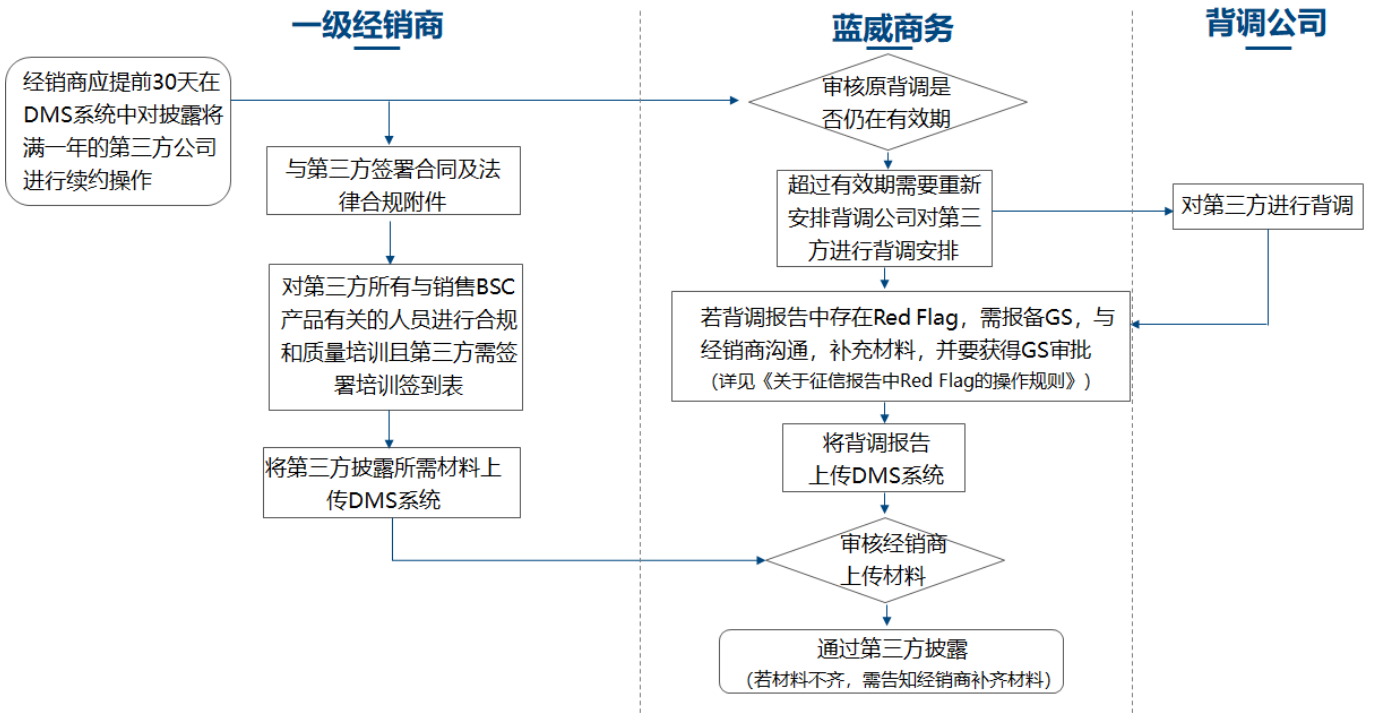 一级经销商
蓝威商务
背调公司
经销商应提前30天在
DMS系统中对披露将
满一年的第三方公司
进行续约操作
审核原背调是
否仍在有效期
与第三方签署合同及法
律合规附件
超过有效期需要重新
安排背调公司对第三
方进行背调安排
对第三方进行背调
对第三方所有与销售BSC
产品有关的人员进行合规
和质量培训且第三方需签
署培训签到表
若背调报告中存在Red Flag，需报备GS，与
经销商沟通，补充材料，并要获得GS审批
（详见《关于征信报告中Red Flag的操作规则》）
将第三方披露所需材料上
传DMS系统
将背调报告
上传DMS系统
审核经销商
上传材料
通过第三方披露
（若材料不齐，需告知经销商补齐材料）